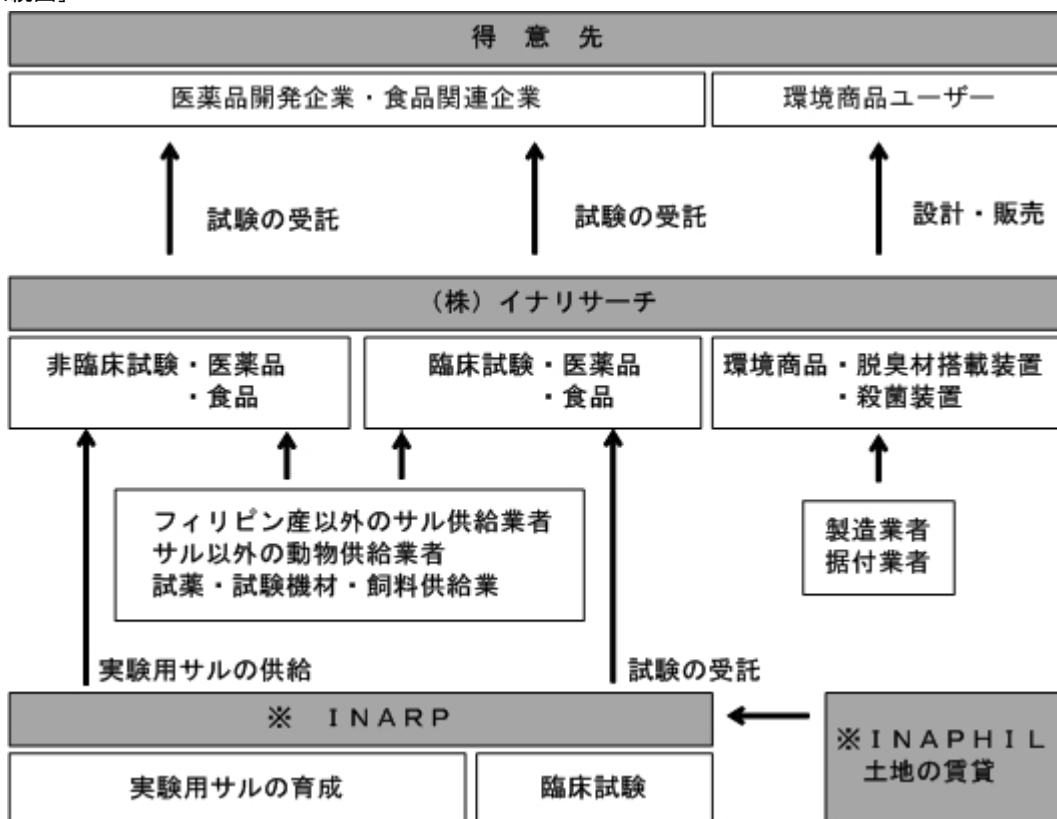 得 意 先
医薬品開発企業・食品関連企業
環境商品ユーザー
試験の受託
試験の受託
設計・販売
(株)イナリサーチ
非臨床試験・医薬品
・食品
臨床試験・医薬品
・食品
環境商品・脱臭材搭載装置
・殺菌装置
フィリピン産以外のサル供給業者
サル以外の動物供給業者
試薬・試験機材・飼料供給業
製造業者
据付業者
実験用サルの供給
試験の受託
※ INARP
実験用サルの育成
臨床試験
※INAPHIL
土地の賃貸